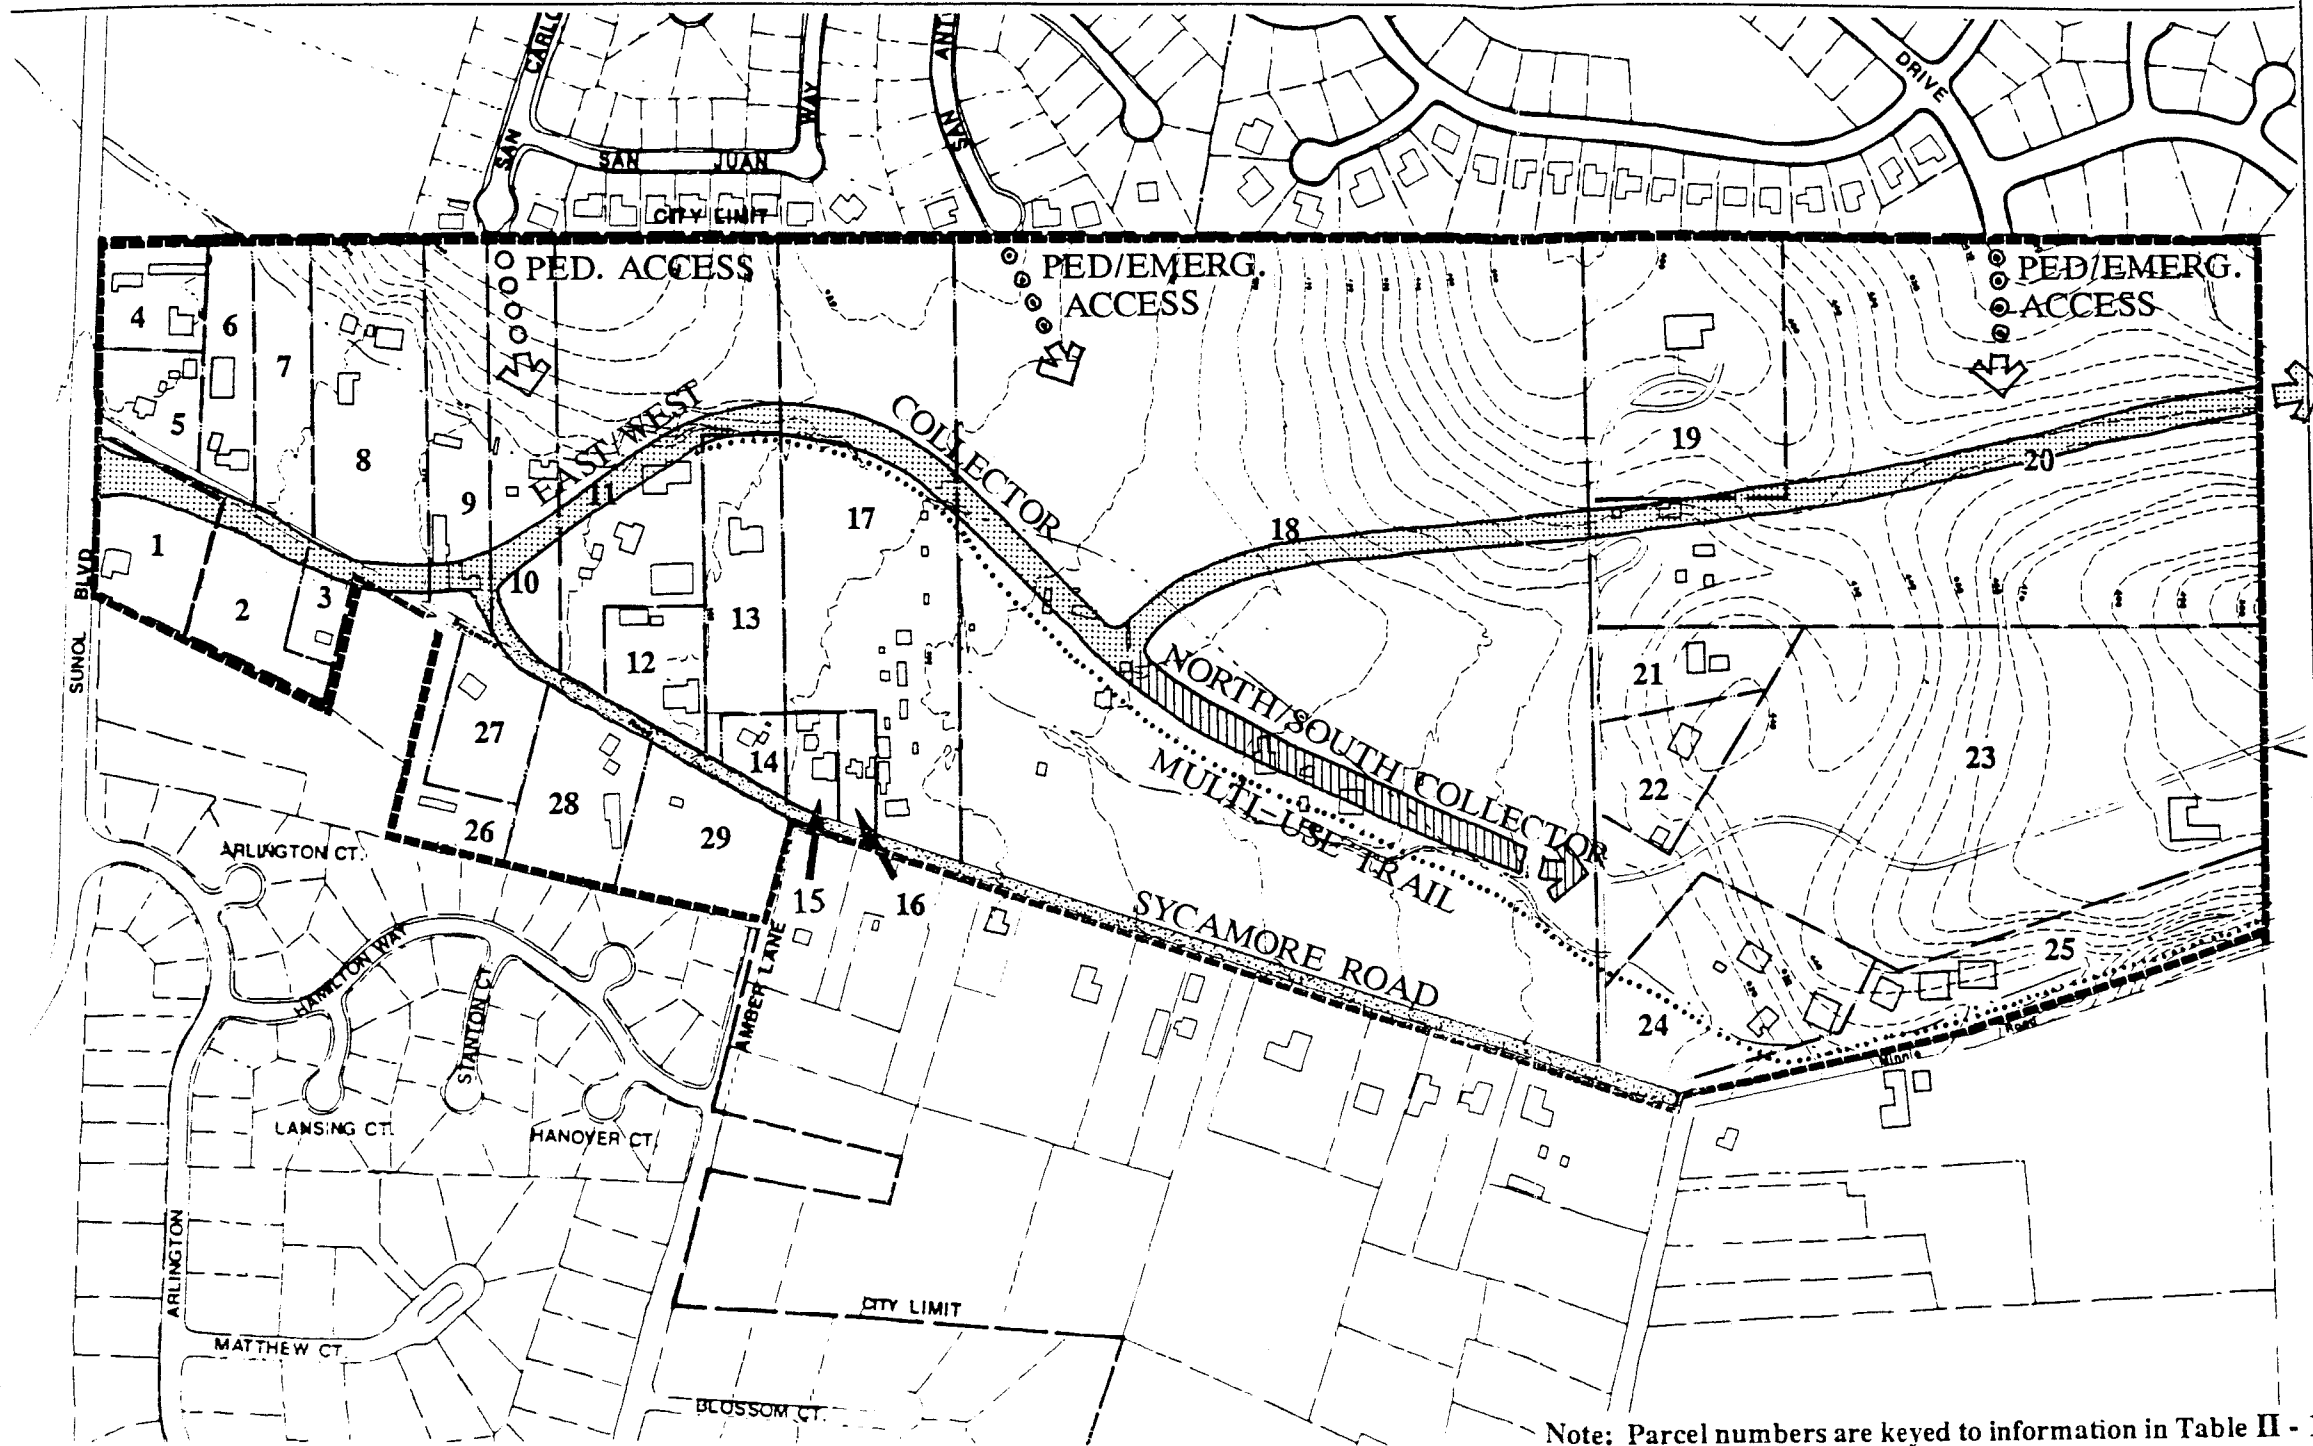 CARLO
SAN
SAN JUAN
WAY
SAN
DRIVE
CITY LIMIT
PED. ACCESS
PED/EMERG.
ACCESS
PED/EMERG.
ACCESS
4
6
7
5
8
9
EAST/WEST
COLLECTOR
11
10
17
18
19
20
1
2
3
SUNOL BLVD
12
13
14
15
16
NORTH/SOUTH COLLECTOR
MULTI-USE TRAIL
SYCAMORE ROAD
21
22
23
24
25
Minnie
Road
27
28
26
29
ARLINGTON CT.
HAMILTON WAY
STANTON CT.
AMBER LANE
LANSING CT.
HANOVER CT.
ARLINGTON
MATTHEW CT.
CITY LIMIT
BLOSSOM CT.
Note: Parcel numbers are keyed to information in Table II -